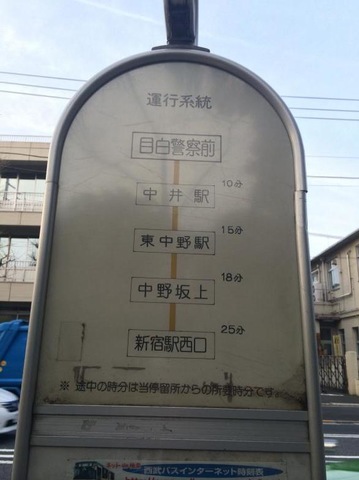 運行系統
目白警察前
10分
中井駅
15分
東中野駅
18分
中野坂上
25分
新宿駅西口
※ 途中の時分は当停留所からの所要時分です。
西武バスインターネット時刻表